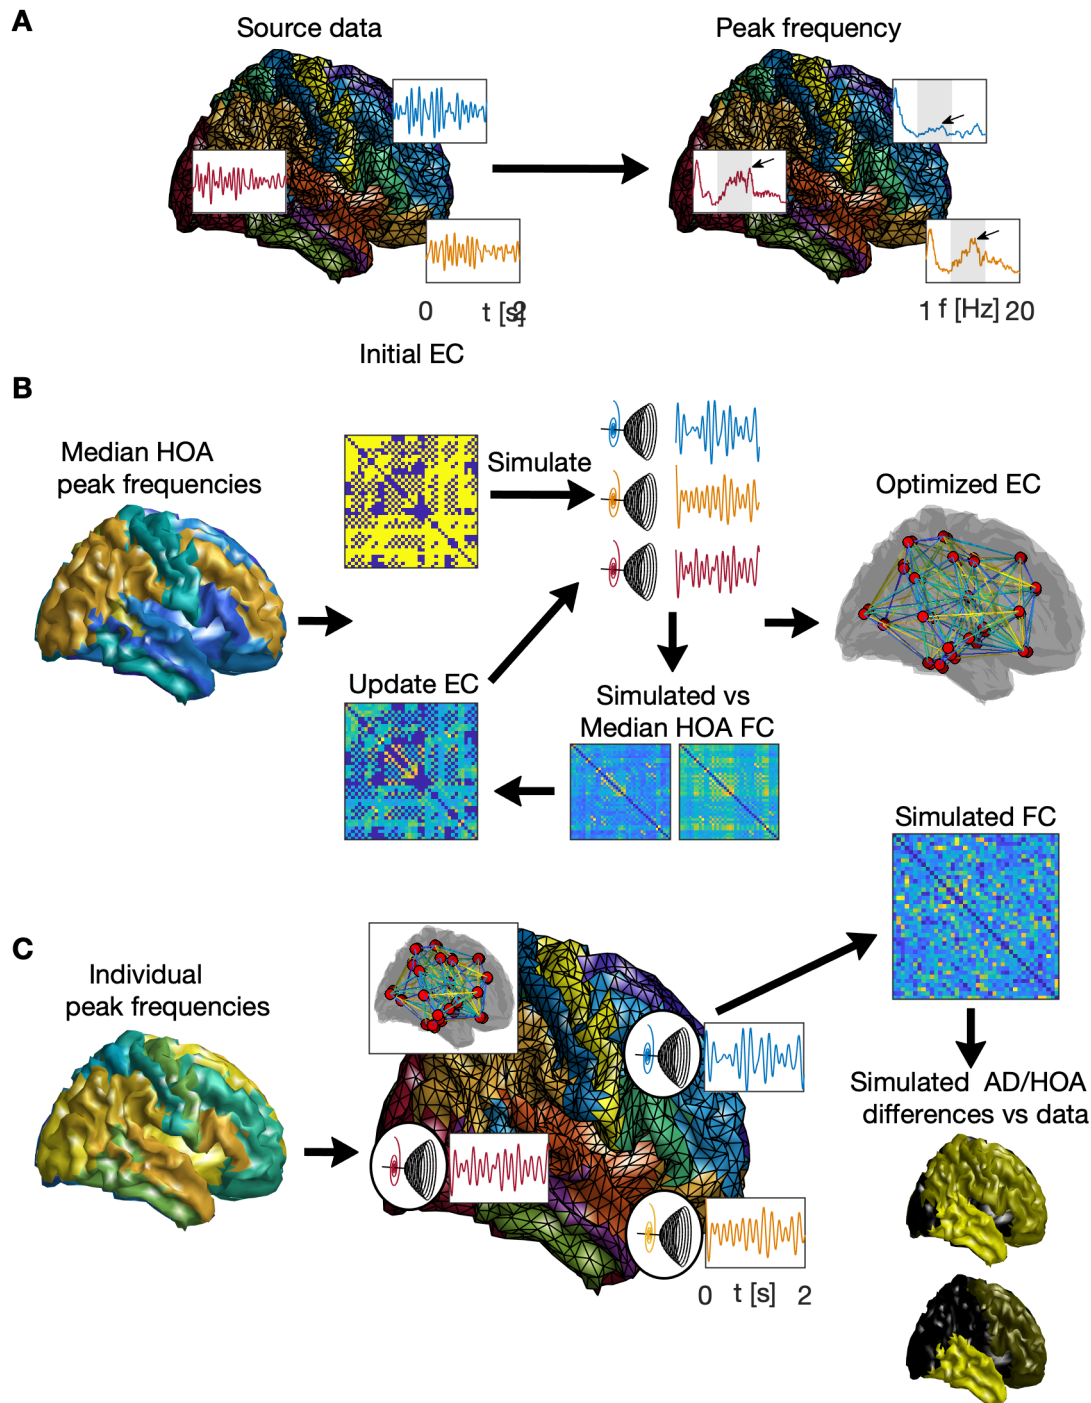 A
Source data
Peak frequency
0 t [s] 2
1 f [Hz] 20
Initial EC
B
Median HOA
peak frequencies
Simulate
Optimized EC
Update EC
Simulated vs
Median HOA FC
Simulated FC
C
Individual
peak frequencies
Simulated AD/HOA
differences vs data
0 t [s] 2